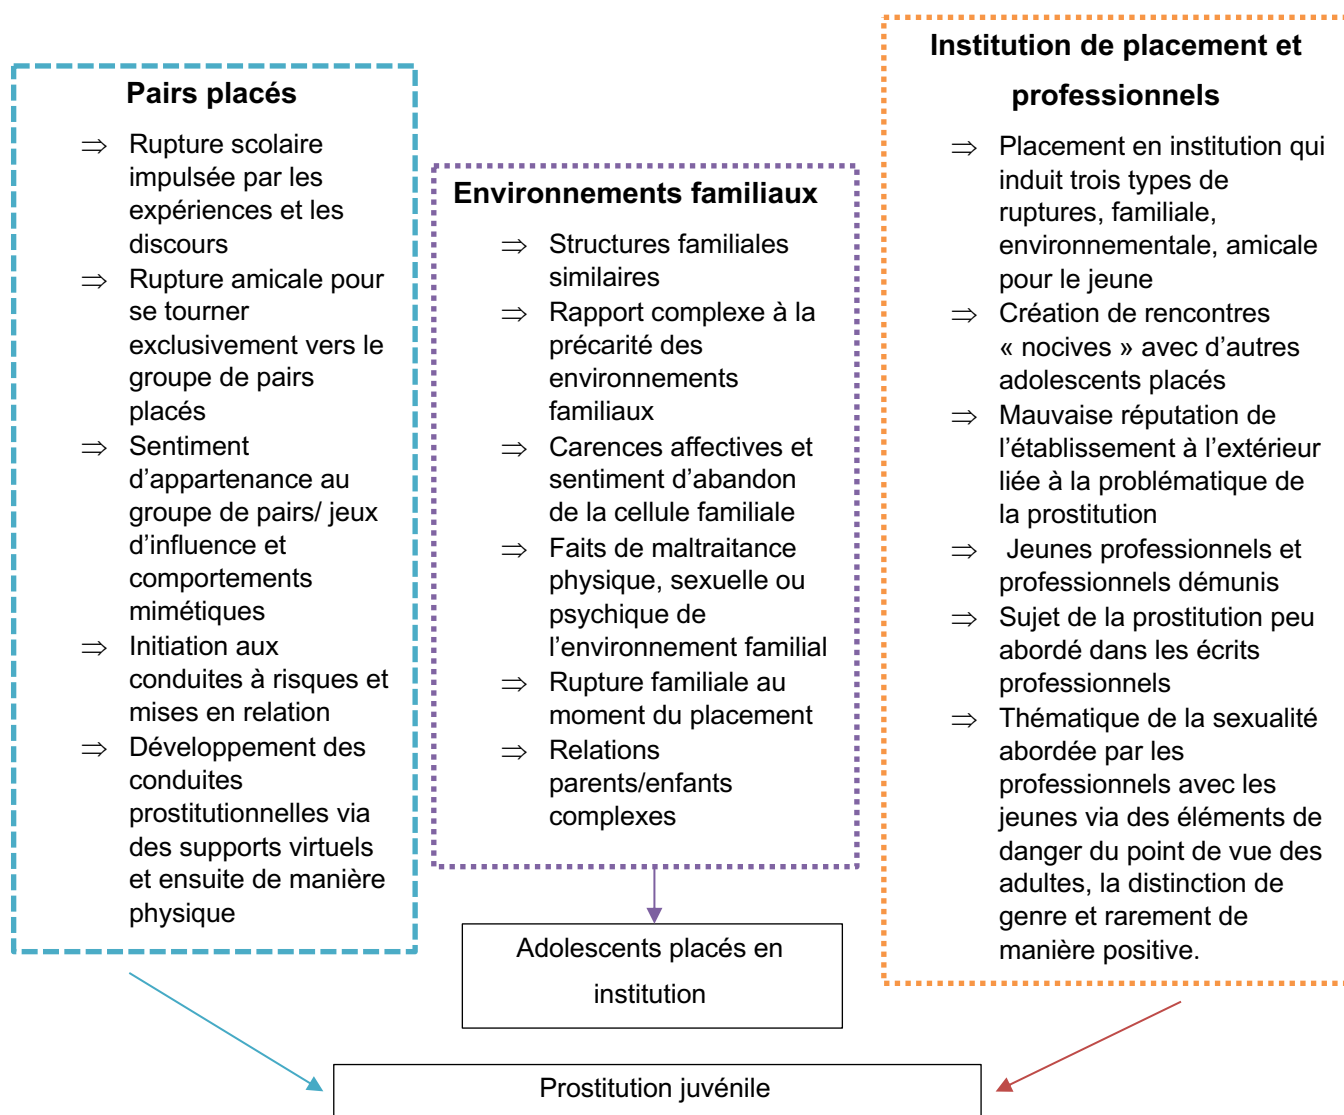 Pairs placés
⇒ Rupture scolaire
impulsée par les
expériences et les
discours
⇒ Rupture amicale pour
se tourner
exclusivement vers le
groupe de pairs
placés
⇒ Sentiment
d’appartenance au
groupe de pairs/ jeux
d’influence et
comportements
mimétiques
⇒ Initiation aux
conduites à risques et
mises en relation
⇒ Développement des
conduites
prostitutionnelles via
des supports virtuels
et ensuite de manière
physique
Environnements familiaux
⇒ Structures familiales
similaires
⇒ Rapport complexe à la
précarité des
environnements
familiaux
⇒ Carences affectives et
sentiment d’abandon
de la cellule familiale
⇒ Faits de maltraitance
physique, sexuelle ou
psychique de
l’environnement familial
⇒ Rupture familiale au
moment du placement
⇒ Relations
parents/enfants
complexes
Institution de placement et
professionnels
⇒ Placement en institution qui
induit trois types de
ruptures, familiale,
environnementale, amicale
pour le jeune
⇒ Création de rencontres
« nocives » avec d’autres
adolescents placés
⇒ Mauvaise réputation de
l’établissement à l’extérieur
liée à la problématique de
la prostitution
⇒ Jeunes professionnels et
professionnels démunis
⇒ Sujet de la prostitution peu
abordé dans les écrits
professionnels
⇒ Thématique de la sexualité
abordée par les
professionnels avec les
jeunes via des éléments de
danger du point de vue des
adultes, la distinction de
genre et rarement de
manière positive.
Adolescents placés en
institution
Prostitution juvénile